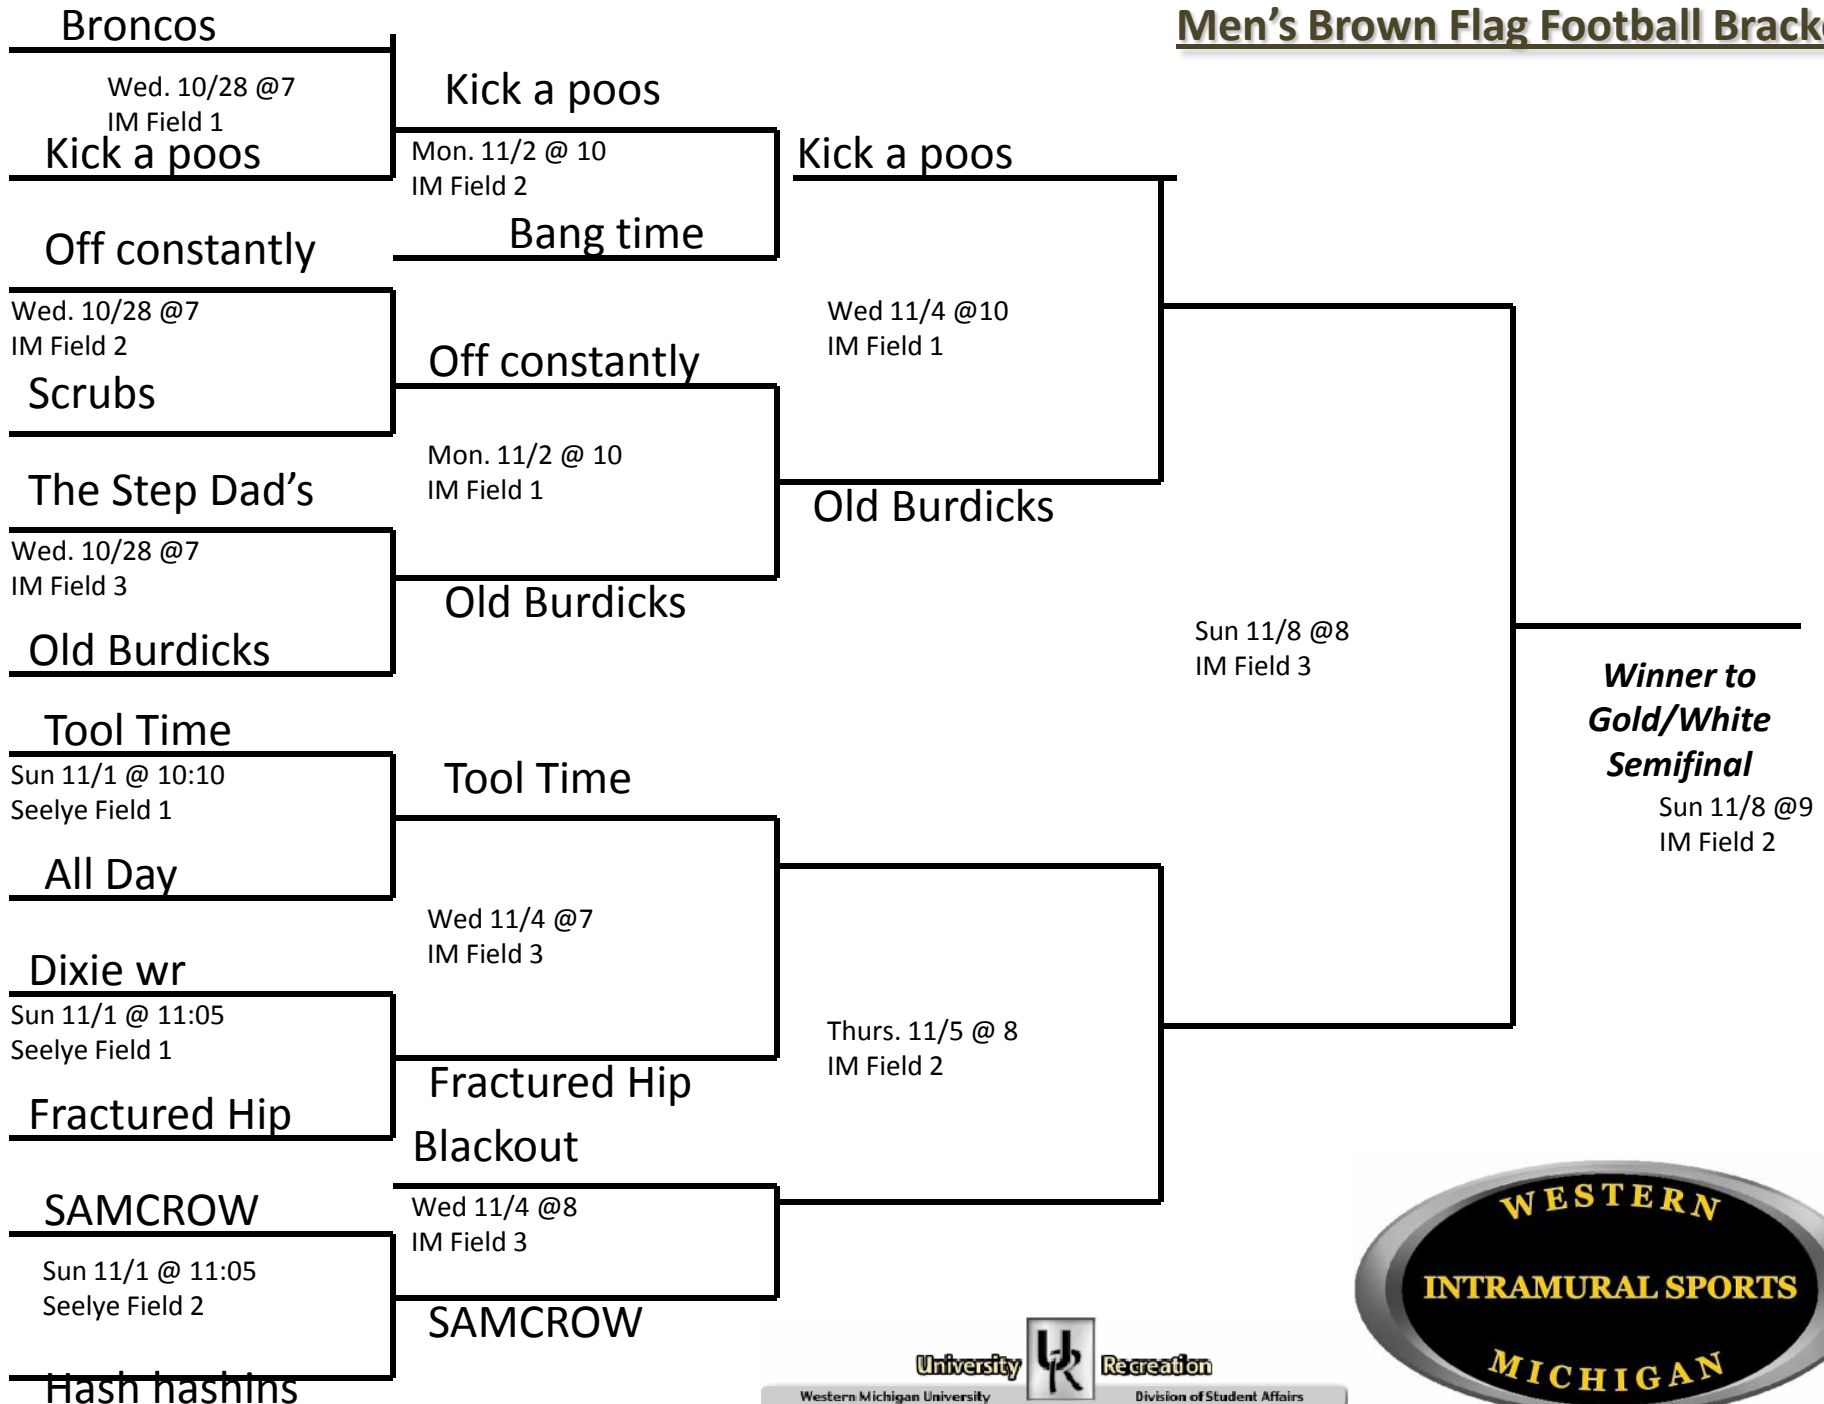 Men's Brown Flag Football Bracke
Broncos
Wed. 10/28 @7
IM Field 1
Kick a poos
Off constantly
Wed. 10/28 @7
IM Field 2
Scrubs
The Step Dad's
Wed. 10/28 @7
IM Field 3
Old Burdicks
Tool Time
Sun 11/1 @ 10:10
Seelye Field 1
All Day
Dixie wr
Sun 11/1 @ 11:05
Seelye Field 1
Fractured Hip
SAMCROW
Sun 11/1 @ 11:05
Seelye Field 2
Hash hashins
Kick a poos
Mon. 11/2 @ 10
IM Field 2
Bang time
Off constantly
Mon. 11/2 @ 10
IM Field 1
Old Burdicks
Tool Time
Wed 11/4 @7
IM Field 3
Fractured Hip
Blackout
Wed 11/4 @8
IM Field 3
SAMCROW
Kick a poos
Wed 11/4 @10
IM Field 1
Old Burdicks
Thurs. 11/5 @ 8
IM Field 2
Sun 11/8 @8
IM Field 3
Winner to
Gold/White
Semifinal
Sun 11/8 @9
IM Field 2
University UR Recreation
Western Michigan University Division of Student Affairs
WESTERN
INTRAMURAL SPORTS
MICHIGAN